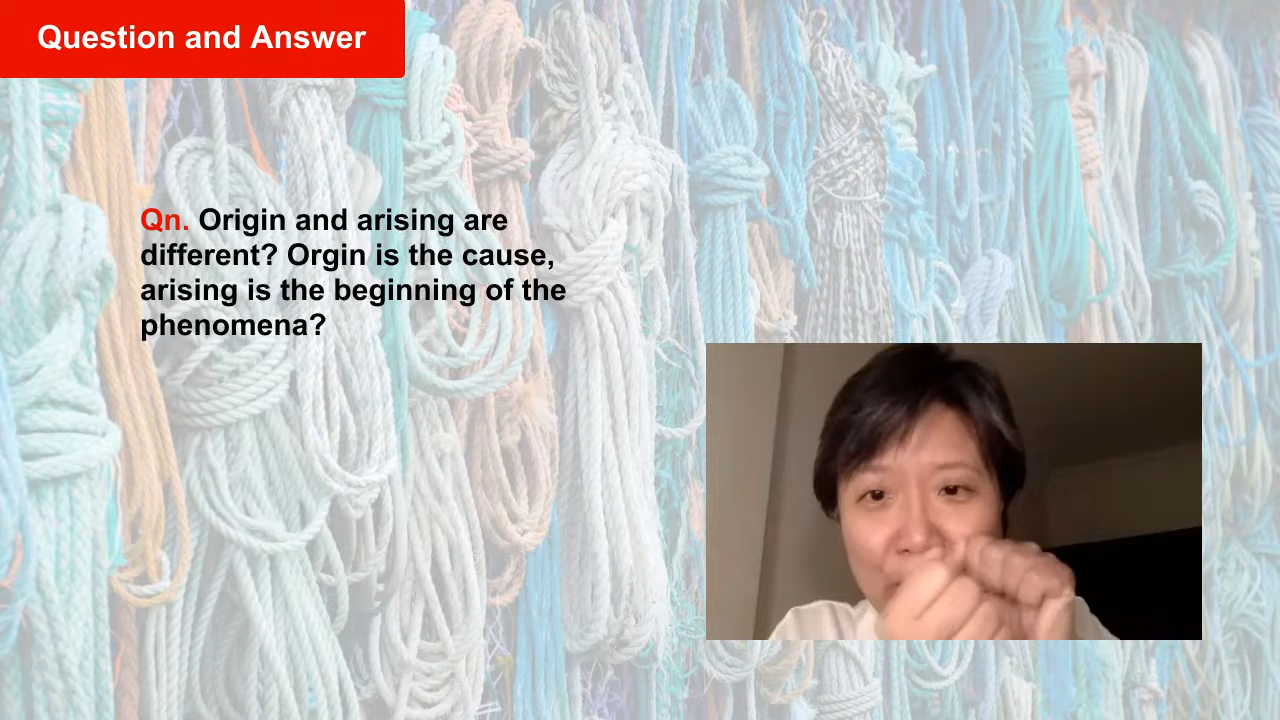 Question and Answer
Qn. Origin and arising are
different? Orgin is the cause,
arising is the beginning of the
phenomena?